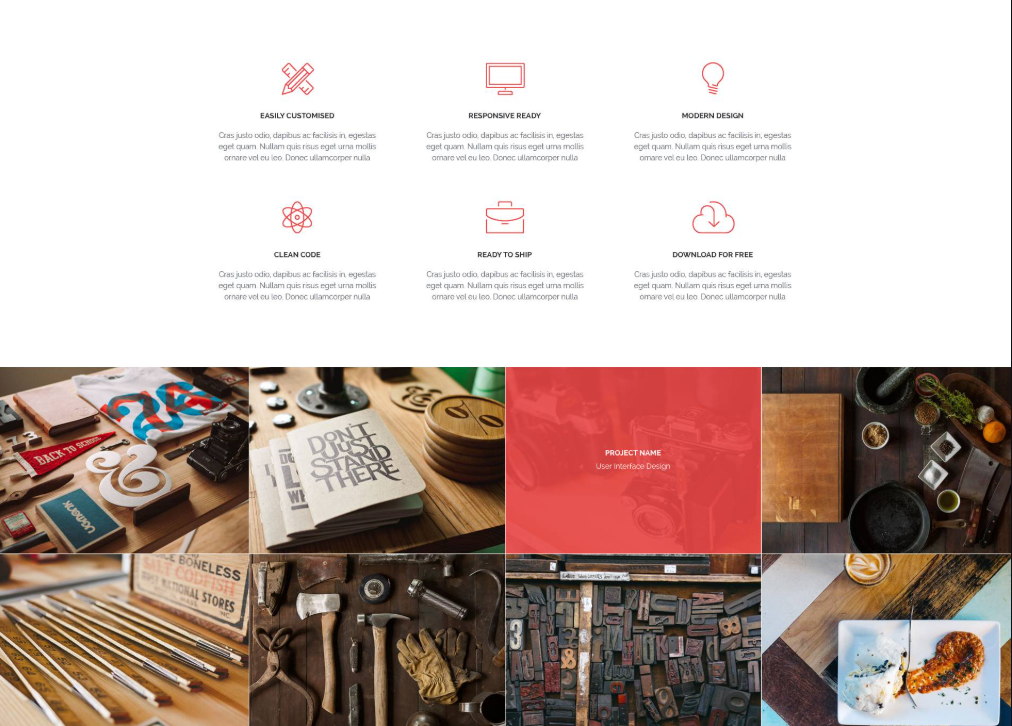 EASILY CUSTOMISED
Cras justo odio, dapibus ac facilisis in, egestas
eget quam. Nullam quis risus eget urna mollis
ornare vel eu leo. Donec ullamcorper nulla
RESPONSIVE READY
Cras justo odio, dapibus ac facilisis in, egestas
eget quam. Nullam quis risus eget urna mollis
ornare vel eu leo. Donec ullamcorper nulla
MODERN DESIGN
Cras justo odio, dapibus ac facilisis in, egestas
eget quam. Nullam quis risus eget urna mollis
ornare vel eu leo. Donec ullamcorper nulla
CLEAN CODE
Cras justo odio, dapibus ac facilisis in, egestas
eget quam. Nullam quis risus eget urna mollis
ornare vel eu leo. Donec ullamcorper nulla
READY TO SHIP
Cras justo odio, dapibus ac facilisis in, egestas
eget quam. Nullam quis risus eget urna mollis
ornare vel eu leo. Donec ullamcorper nulla
DOWNLOAD FOR FREE
Cras justo odio, dapibus ac facilisis in, egestas
eget quam. Nullam quis risus eget urna mollis
ornare vel eu leo. Donec ullamcorper nulla
BACK TO SCHOOL
&
DON'T
JUST
STAND
THERE
PROJECT NAME
User Interface Design
BONELESS
SALT CODFISH
NATIONAL STORES